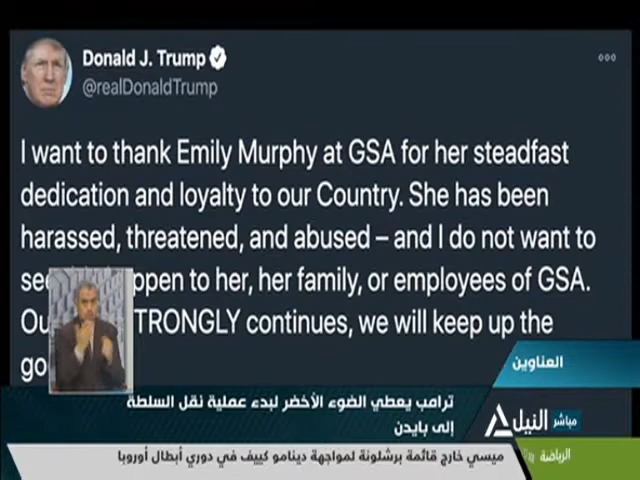 Donald J. Trump
@realDonaldTrump
I want to thank Emily Murphy at GSA for her steadfast
dedication and loyalty to our Country. She has been
harassed, threatened, and abused – and I do not want to
happen to her, her family, or employees of GSA.
STRONGLY continues, we will keep up the
العناوين
ترامب يعطي الضوء الأخضر لبدء عملية نقل السلطة
إلى بايدن
النيل مباشر
الرياضة
ميسي خارج قائمة برشلونة لمواجهة دينامو كييف في دوري أبطال أوروبا